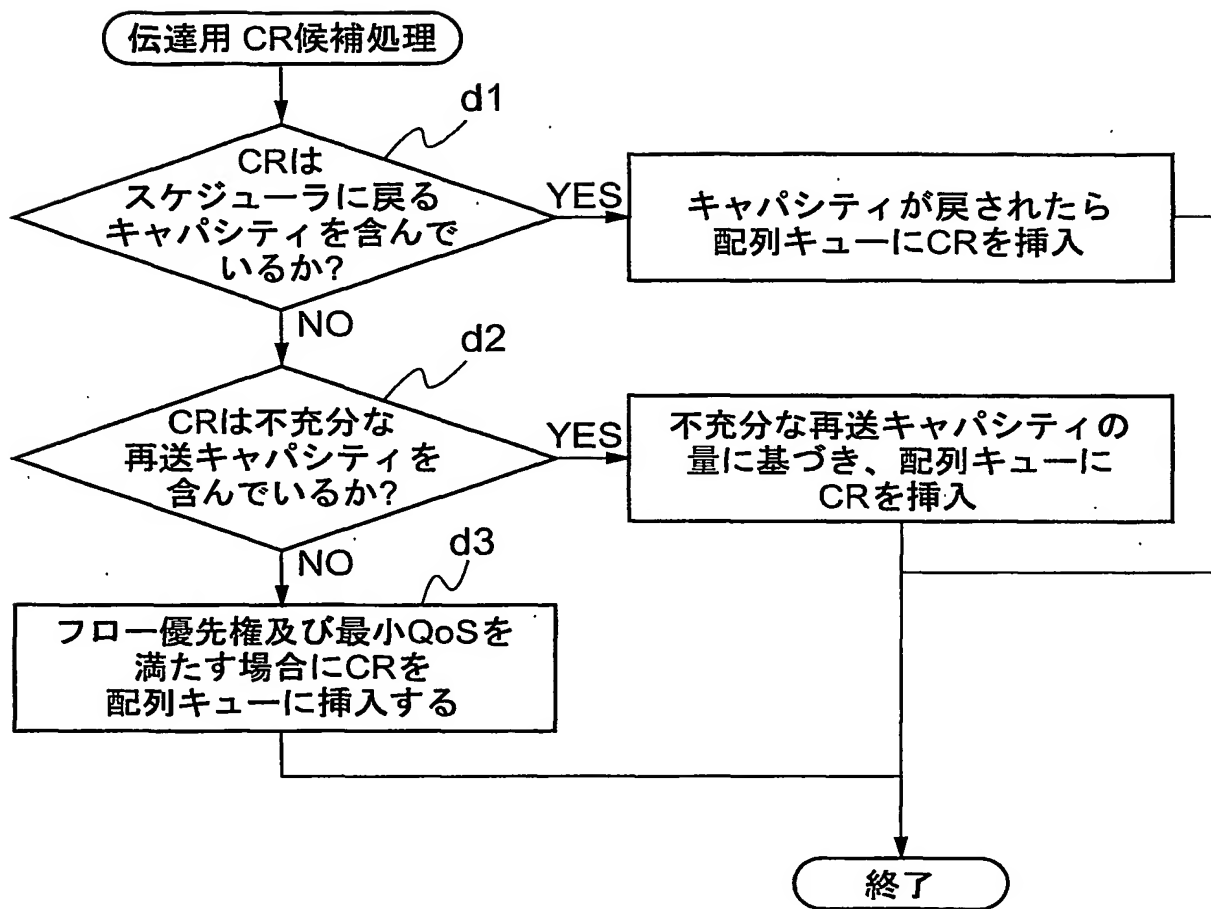 伝達用 CR候補処理
d1
CRは
スケジューラに戻る
キャパシティを含んで
いるか?
YES
キャパシティが戻されたら
配列キューにCRを挿入
NO
d2
CRは不充分な
再送キャパシティを
含んでいるか?
YES
不充分な再送キャパシティの
量に基づき、配列キューに
CRを挿入
NO
d3
フロー優先権及び最小QoSを
満たす場合にCRを
配列キューに挿入する
終了